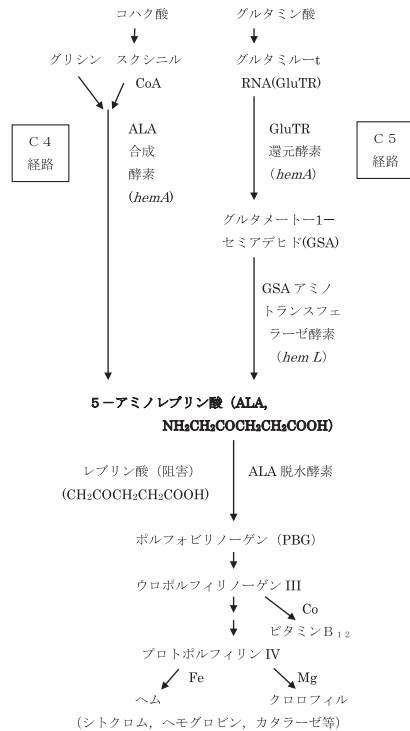 コハク酸 グルタミン酸
グリシン スクシニル CoA
グルタミルーt
RNA(GluTR)
C4
経路
ALA
合成
酵素
(hemA)
GluTR
還元酵素
(hemA)
C5
経路
グルタメートー1ー
セミアデヒド(GSA)
GSA アミノ
トランスフェ
ラーゼ酵素
(hem L)
5ーアミノレブリン酸（ALA,
NH₂CH₂COCH₂CH₂COOH）
レブリン酸（阻害）
(CH₂COCH₂CH₂COOH)
ALA 脱水酵素
ポルフォビリノーゲン（PBG）
ウロポルフィリノーゲン III
Co
ビタミンB₁₂
プロトポルフィリン IV
Fe Mg
ヘム クロロフィル
（シトクロム，ヘモグロビン，カタラーゼ等）